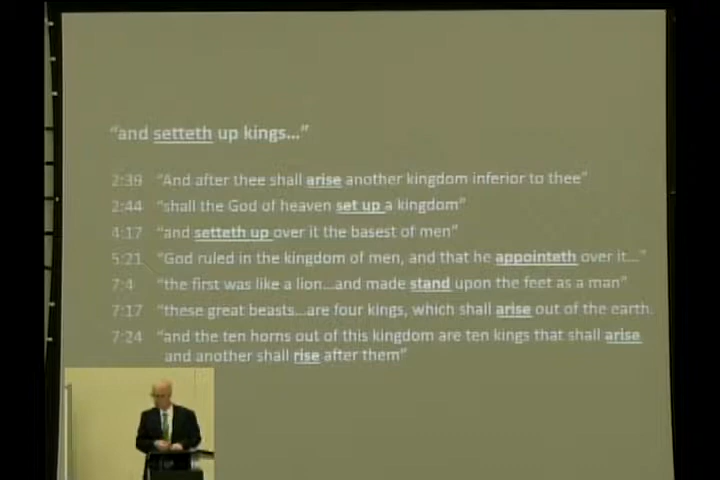 "and setteth up kings..."
2:39 "And after thee shall arise another kingdom inferior to thee"
2:44 "shall the God of heaven set up a kingdom"
4:17 "and setteth up over it the basest of men"
5:21 "God ruled in the kingdom of men, and that he appointeth over it..."
7:4 "the first was like a lion...and made stand upon the feet as a man"
7:17 "these great beasts...are four kings, which shall arise out of the earth.
7:24 "and the ten horns out of this kingdom are ten kings that shall arise
and another shall rise after them"